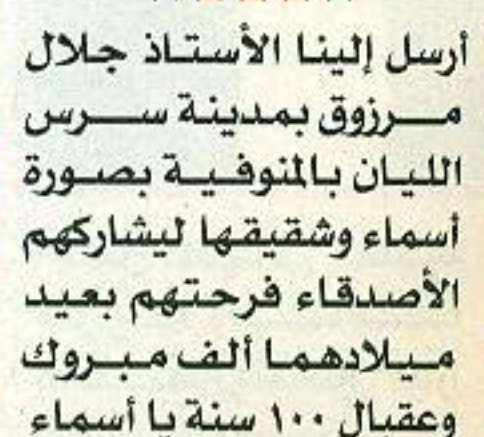 أرسل إلينا الأستاذ جلال
مرزوق بمدينة سرس
الليان بالمنوفية بصورة
أسماء وشقيقها ليشاركهم
الأصدقاء فرحتهم بعيد
ميلادهما ألف مبروك
وعقبال ١٠٠ سنة يا أسماء